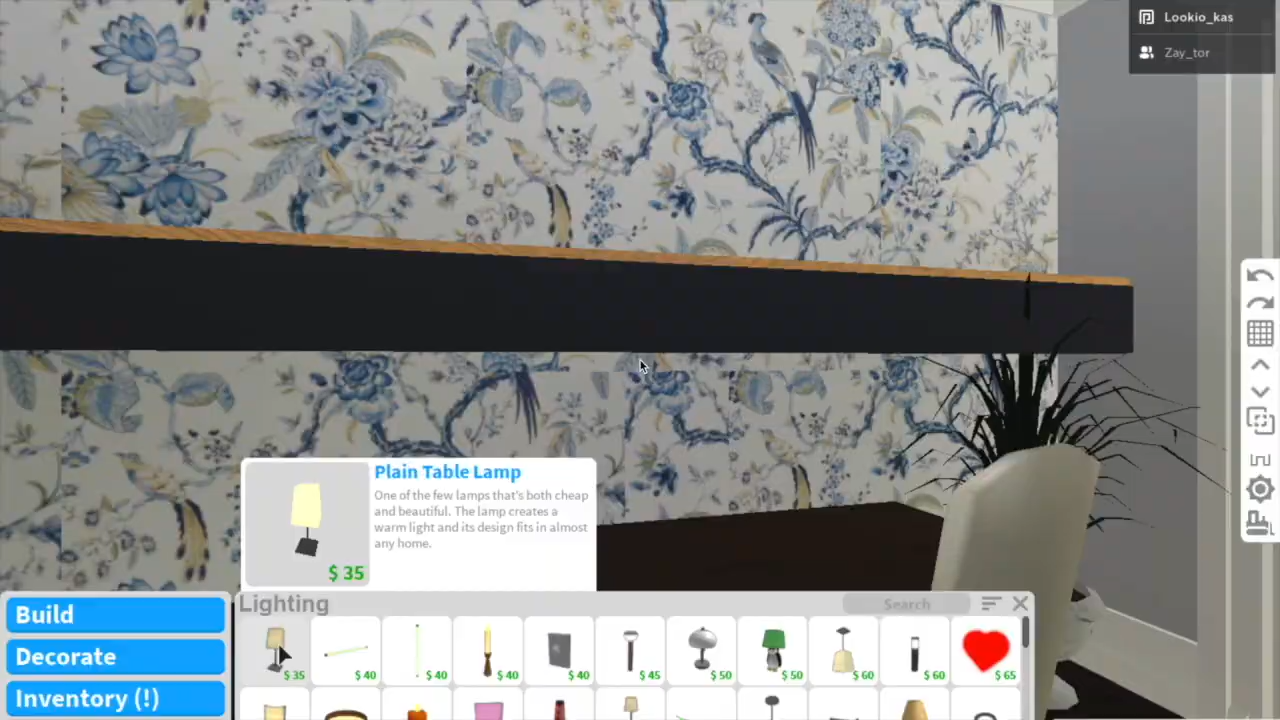 Lookio_kas
Zay_tor
Plain Table Lamp
One of the few lamps that's both cheap
and beautiful. The lamp creates a
warm light and its design fits in almost
any home.
$ 35
Build
Decorate
Inventory (!)
Lighting
Search
$ 35
$ 40
$ 40
$ 40
$ 40
$ 45
$ 50
$ 50
$ 60
$ 60
$ 65